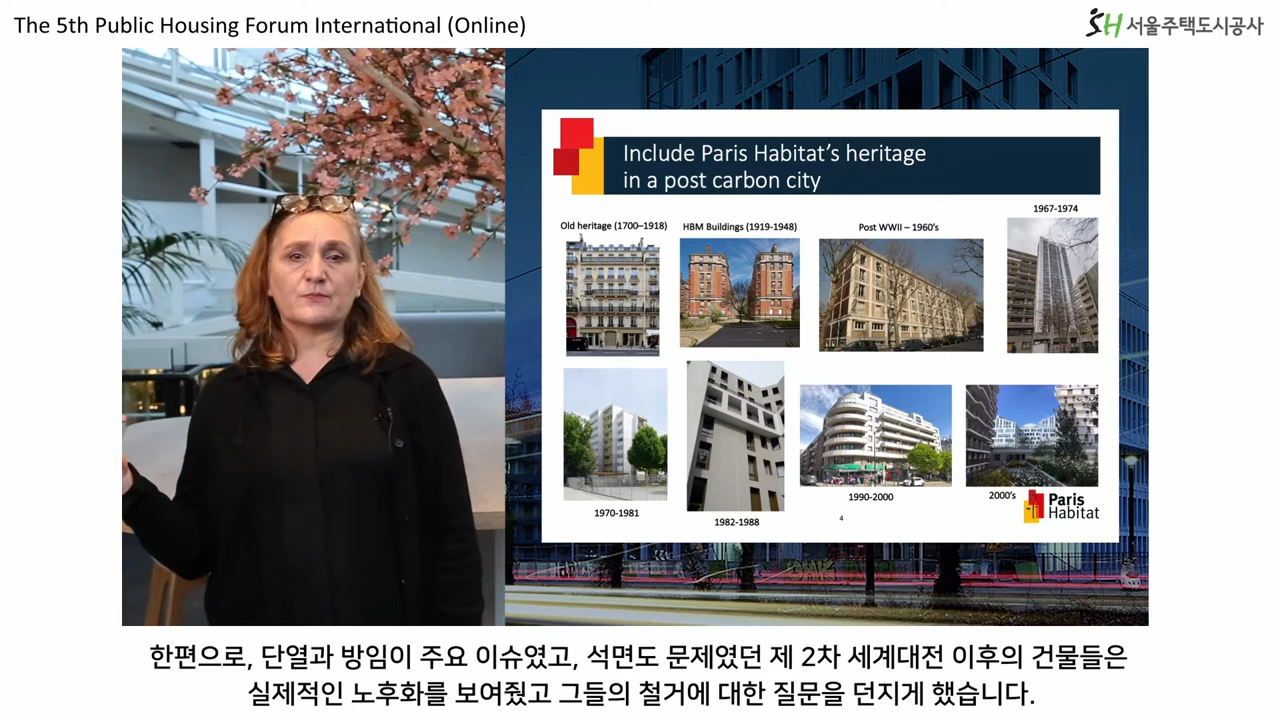 The 5th Public Housing Forum International (Online)
SH 서울주택도시공사
Include Paris Habitat's heritage
in a post carbon city
1967-1974
Old heritage (1700–1918)
HBM Buildings (1919-1948)
Post WWII – 1960's
1970-1981
1982-1988
1990-2000
2000's
4
Paris
Habitat
한편으로, 단열과 방임이 주요 이슈였고, 석면도 문제였던 제 2차 세계대전 이후의 건물들은
실제적인 노후화를 보여줬고 그들의 철거에 대한 질문을 던지게 했습니다.